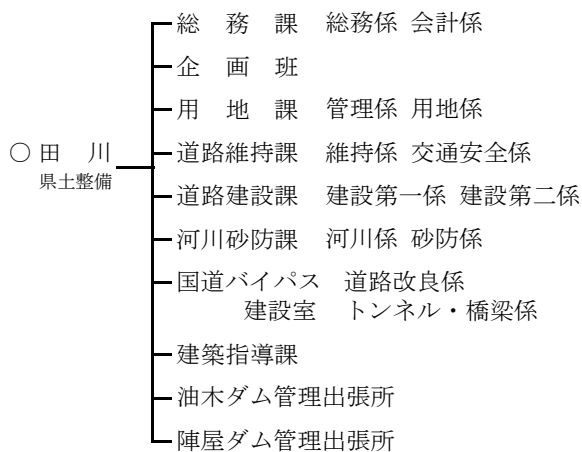 総務課 総務係 会計係
企画班
用地課 管理係 用地係
○田川 道路維持課 維持係 交通安全係
県土整備
道路建設課 建設第一係 建設第二係
河川砂防課 河川係 砂防係
国道バイパス 道路改良係
建設室 トンネル・橋梁係
建築指導課
油木ダム管理出張所
陣屋ダム管理出張所